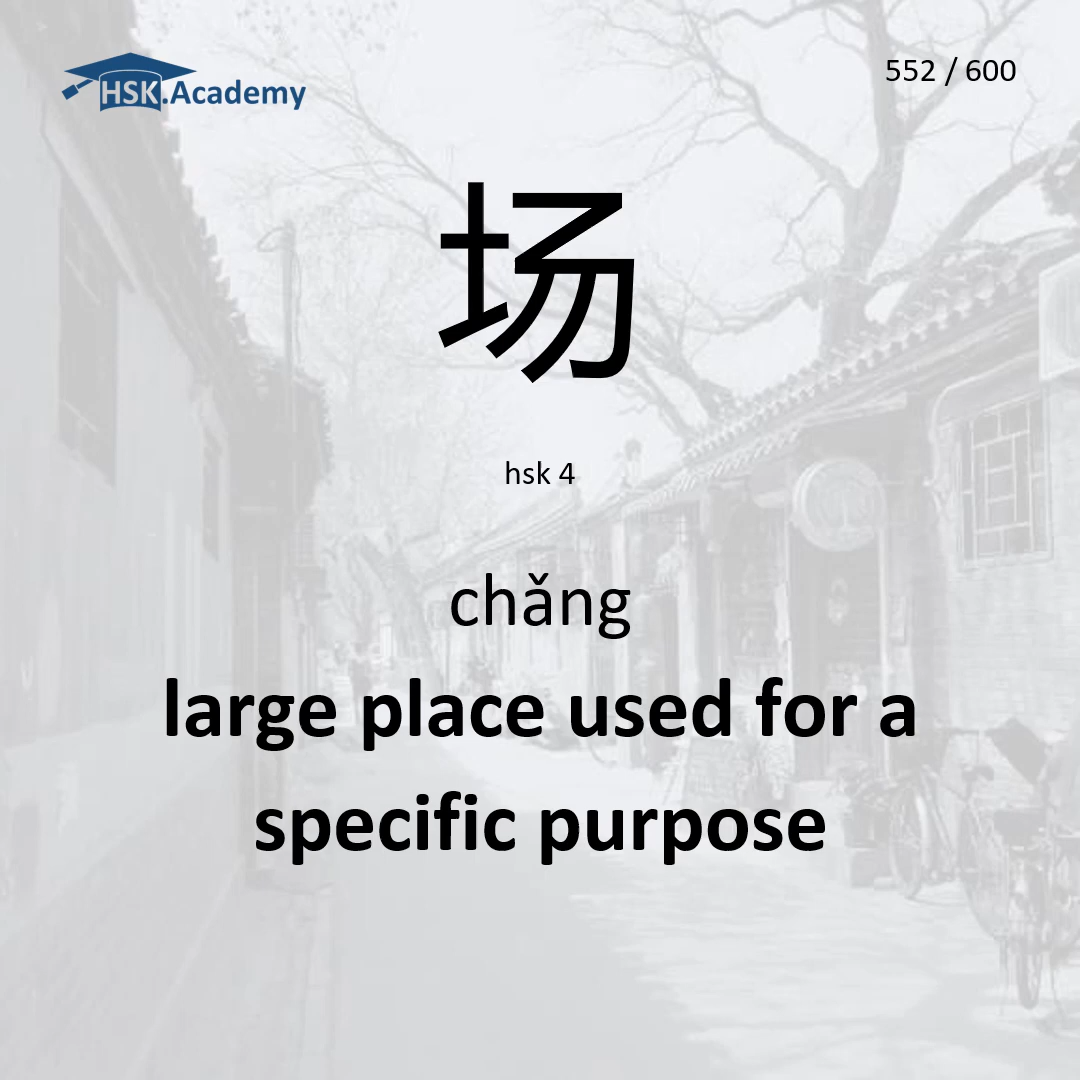 HSK.Academy
552 / 600
场
hsk 4
chǎng
large place used for a
specific purpose